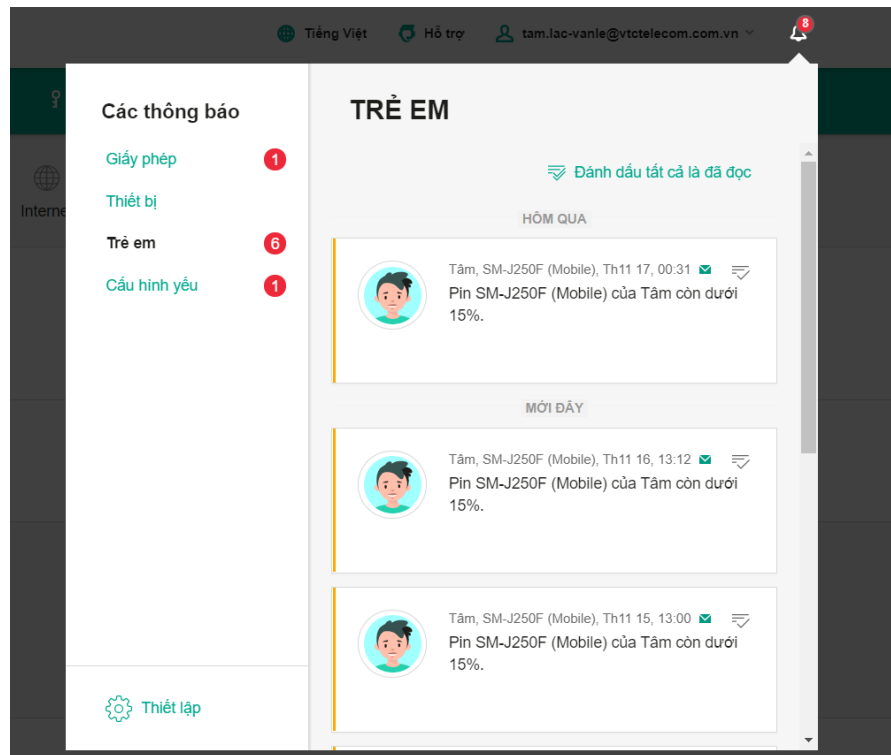 Tiếng Việt Hỗ trợ tam.lac-vanle@vtctelecom.com.vn 8
Các thông báo
Giấy phép 1
Thiết bị
Trẻ em 6
Cấu hình yếu 1
Thiết lập
Interne
TRẺ EM
Đánh dấu tất cả là đã đọc
HÔM QUA
Tâm, SM-J250F (Mobile), Th11 17, 00:31
Pin SM-J250F (Mobile) của Tâm còn dưới
15%.
MỚI ĐÂY
Tâm, SM-J250F (Mobile), Th11 16, 13:12
Pin SM-J250F (Mobile) của Tâm còn dưới
15%.
Tâm, SM-J250F (Mobile), Th11 15, 13:00
Pin SM-J250F (Mobile) của Tâm còn dưới
15%.